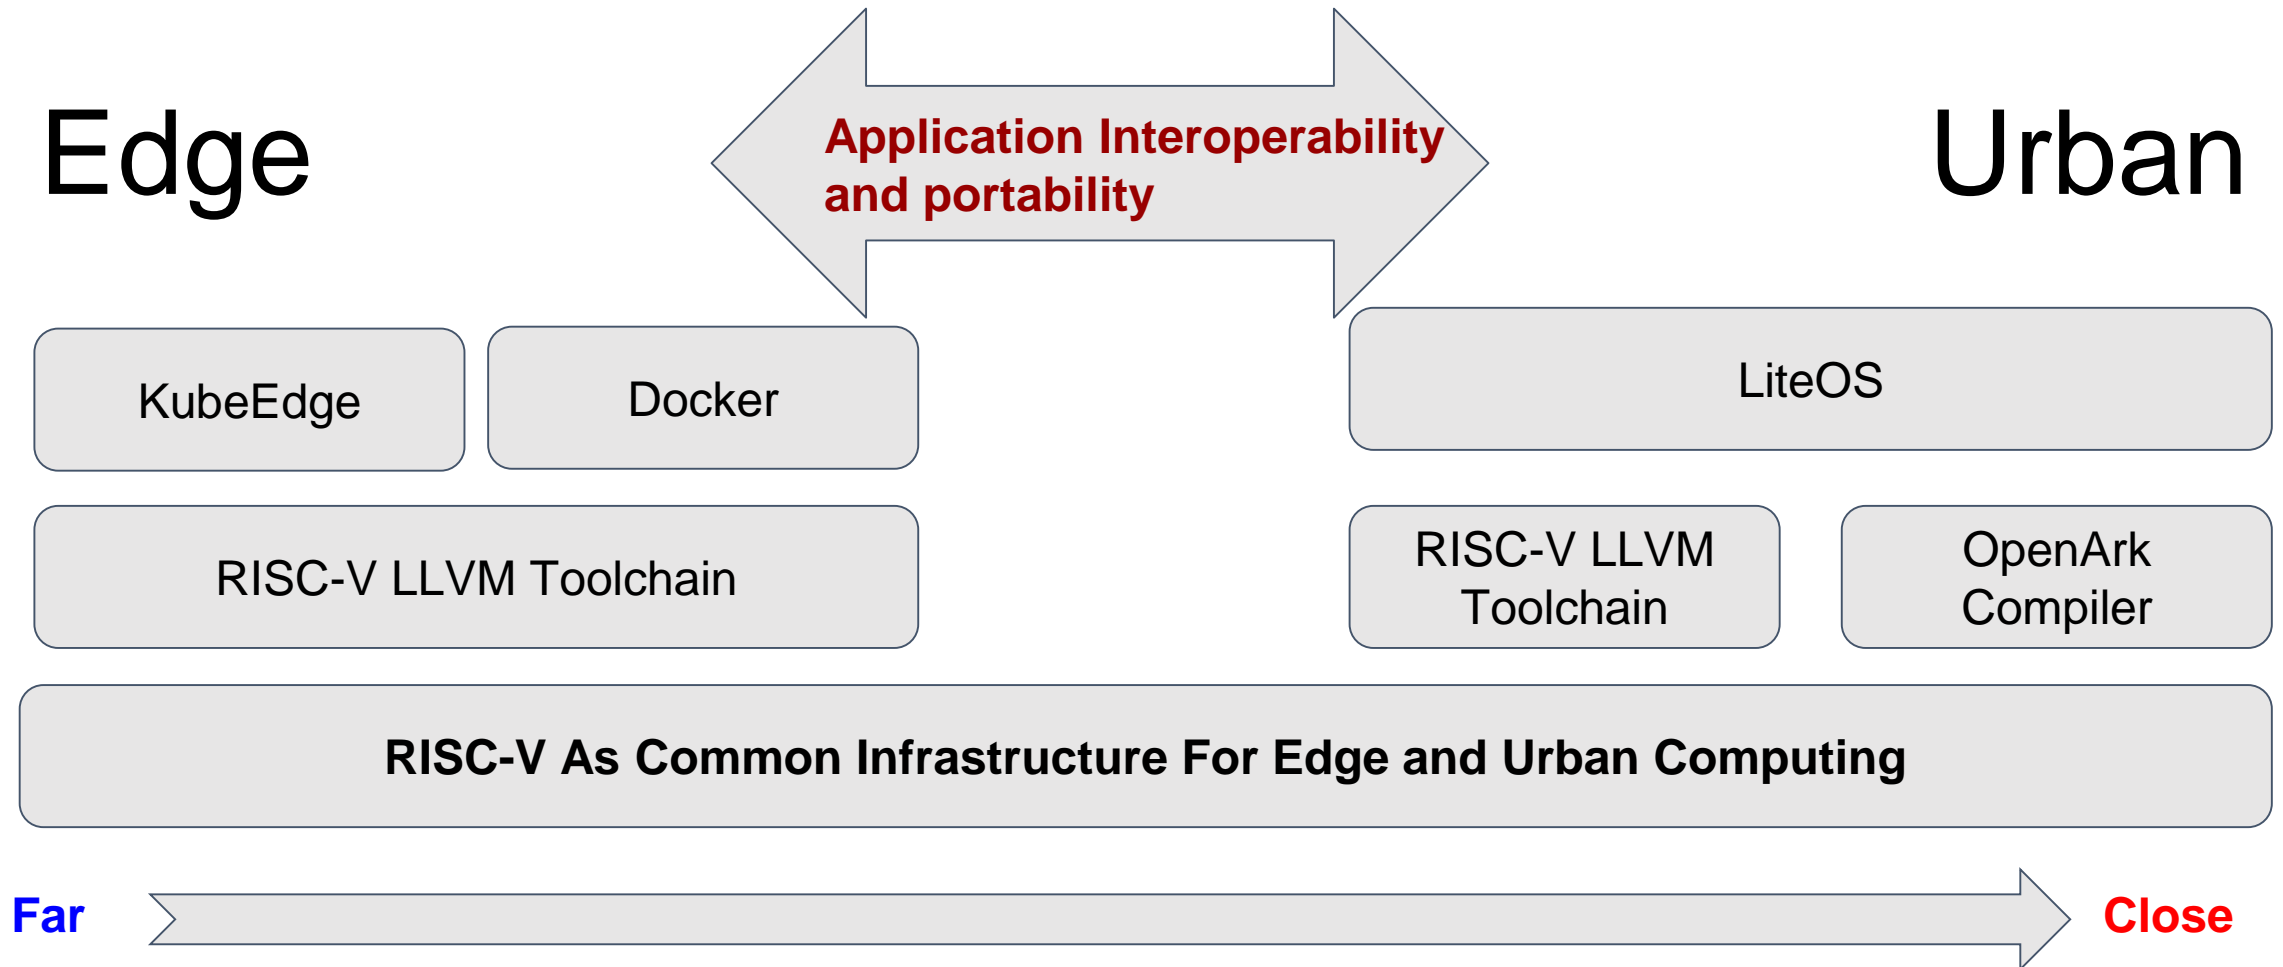 Edge
Application Interoperability
and portability
Urban
KubeEdge
Docker
LiteOS
RISC-V LLVM Toolchain
RISC-V LLVM
Toolchain
OpenArk
Compiler
RISC-V As Common Infrastructure For Edge and Urban Computing
Far
Close